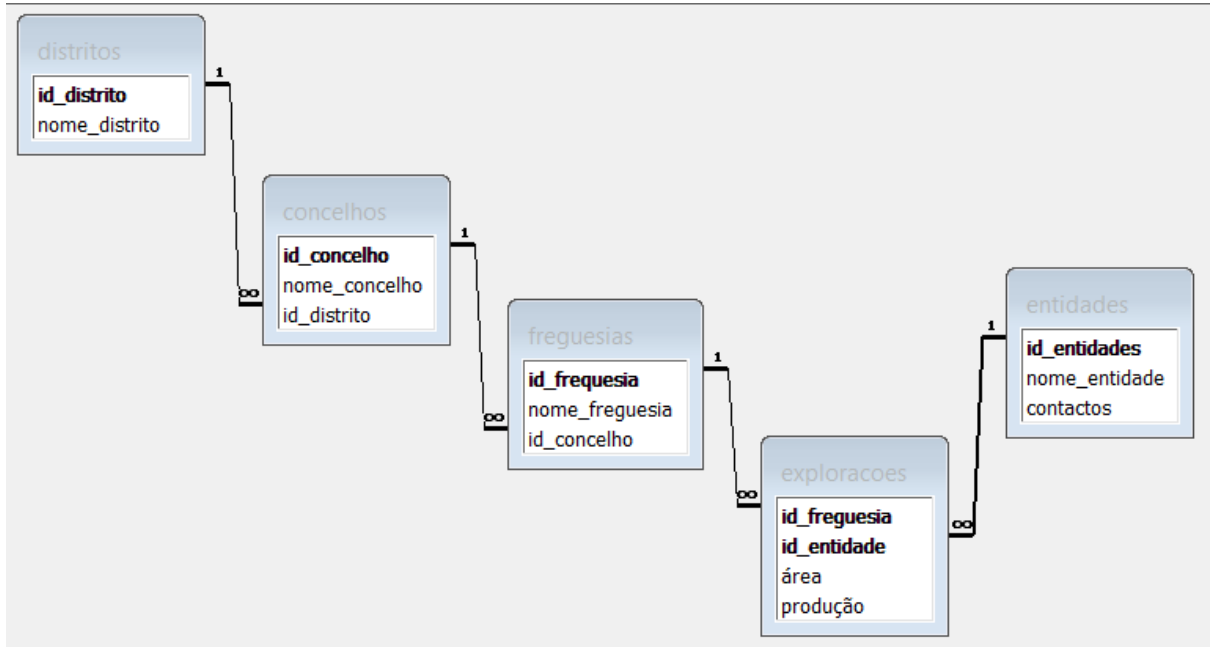 distritos
id_distrito
nome_distrito
1
∞
concelhos
id_concelho
nome_concelho
id_distrito
1
∞
freguesias
id_frequesia
nome_freguesia
id_concelho
1
∞
exploracoes
id_freguesia
id_entidade
área
produção
entidades
id_entidades
nome_entidade
contactos
1
∞